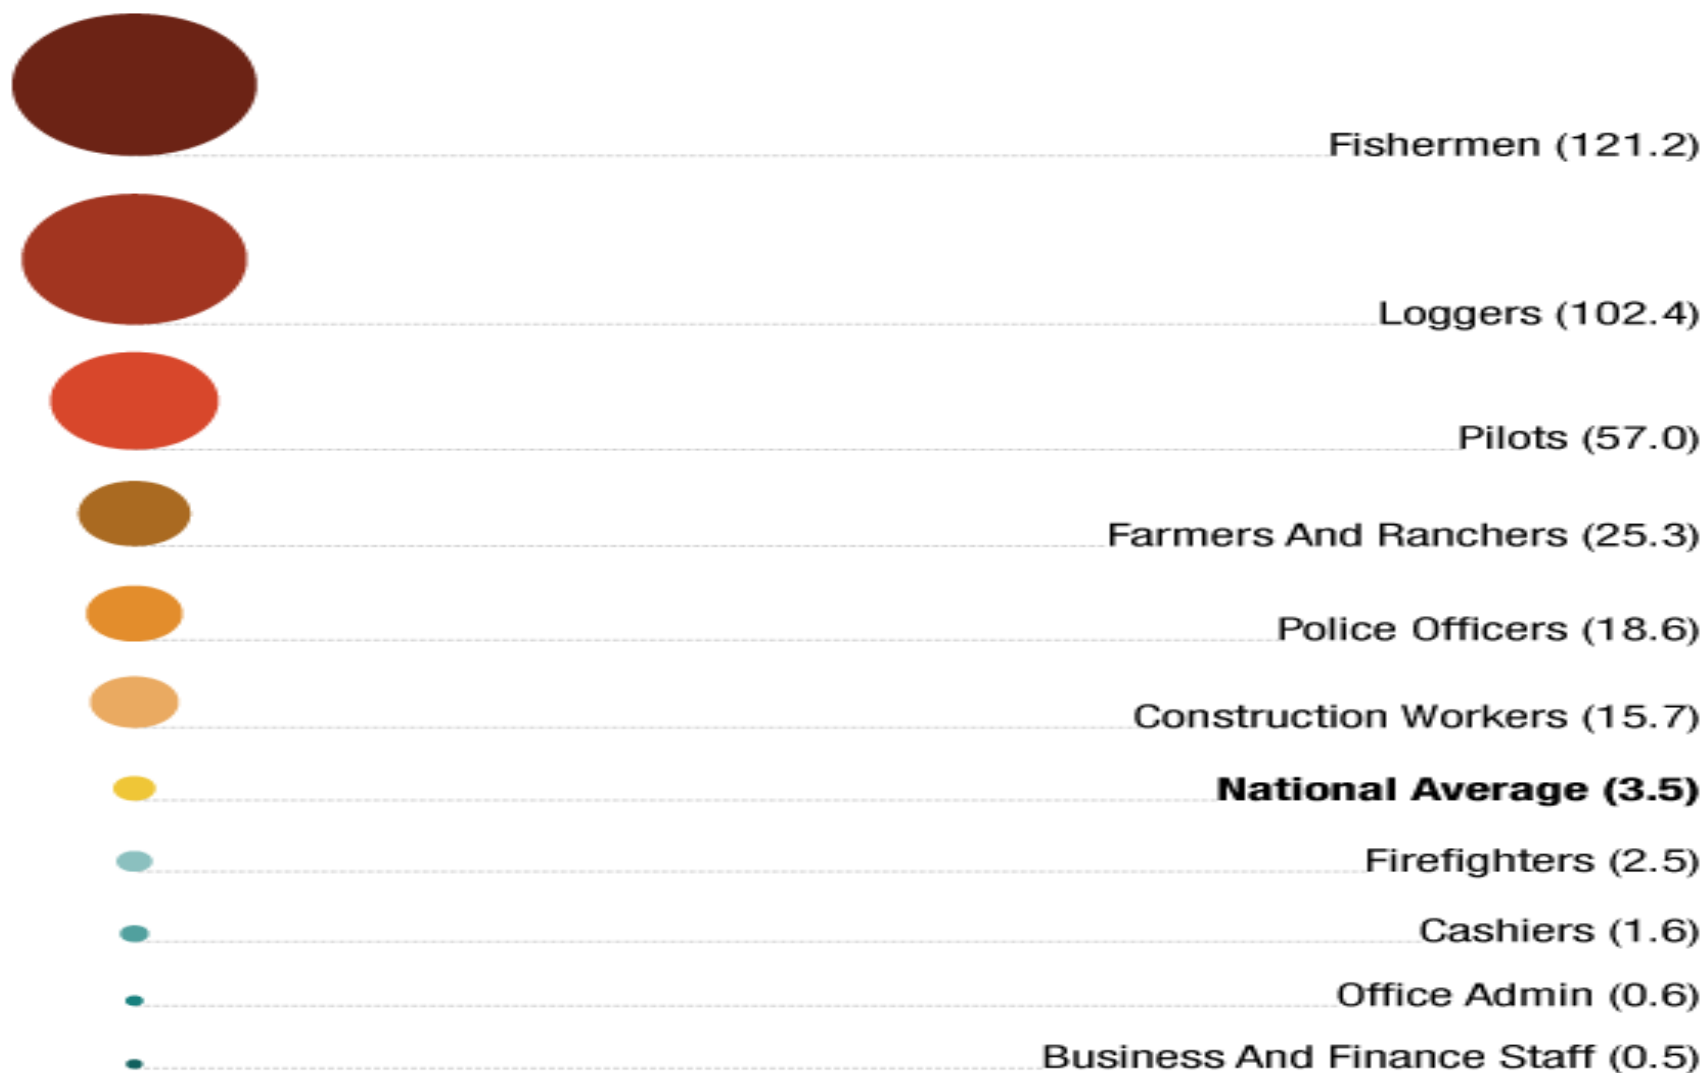 Fishermen (121.2)
Loggers (102.4)
Pilots (57.0)
Farmers And Ranchers (25.3)
Police Officers (18.6)
Construction Workers (15.7)
National Average (3.5)
Firefighters (2.5)
Cashiers (1.6)
Office Admin (0.6)
Business And Finance Staff (0.5)